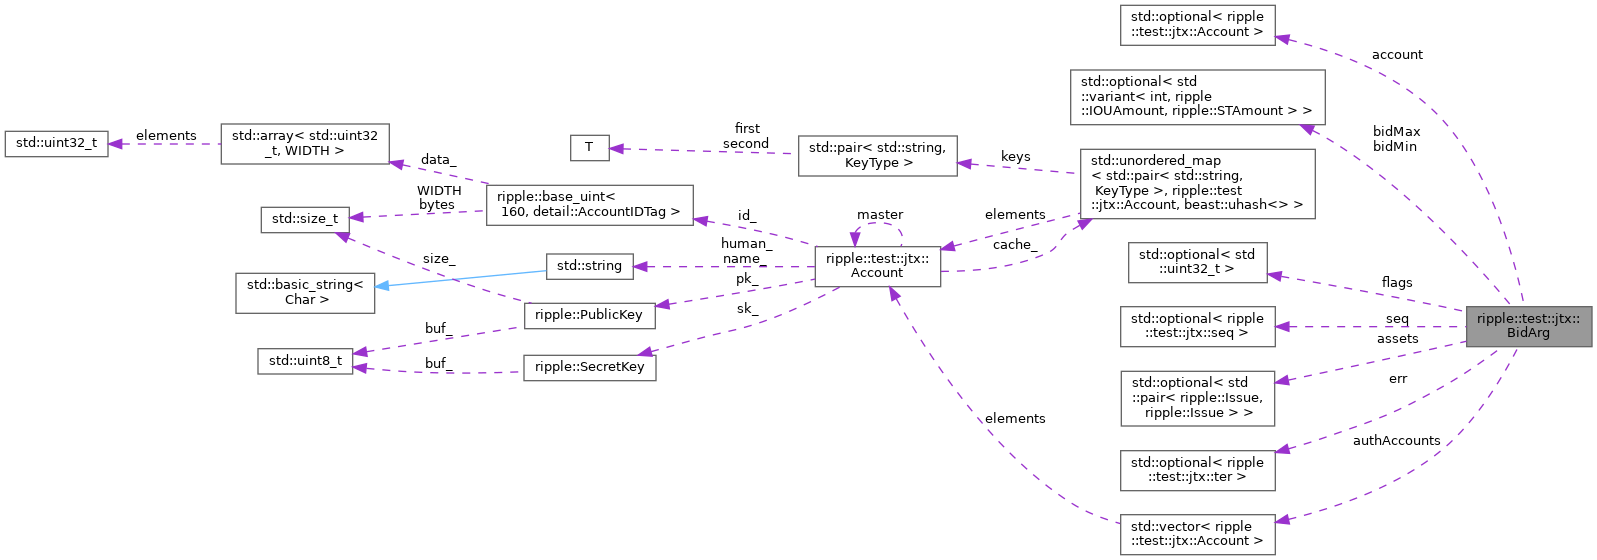 std::optional< ripple
::test::jtx::Account >
account
std::optional< std
::variant< int, ripple
::IOUAmount, ripple::STAmount > >
bidMax
bidMin
std::uint32_t
elements
std::array< std::uint32
_t, WIDTH >
data_
T
first
second
std::pair< std::string,
KeyType >
keys
std::unordered_map
< std::pair< std::string,
KeyType >, ripple::test
::jtx::Account, beast::uhash<> >
WIDTH
bytes
ripple::base_uint<
160, detail::AccountIDTag >
std::size_t
id_
master
elements
cache_
size_
human_
name_
std::string
ripple::test::jtx::
Account
std::optional< std
::uint32_t >
flags
std::basic_string<
Char >
pk_
sk_
ripple::PublicKey
buf_
std::uint8_t
buf_
ripple::SecretKey
std::optional< ripple
::test::jtx::seq >
seq
ripple::test::jtx::
BidArg
assets
std::optional< std
::pair< ripple::Issue,
ripple::Issue > >
err
elements
authAccounts
std::optional< ripple
::test::jtx::ter >
std::vector< ripple
::test::jtx::Account >